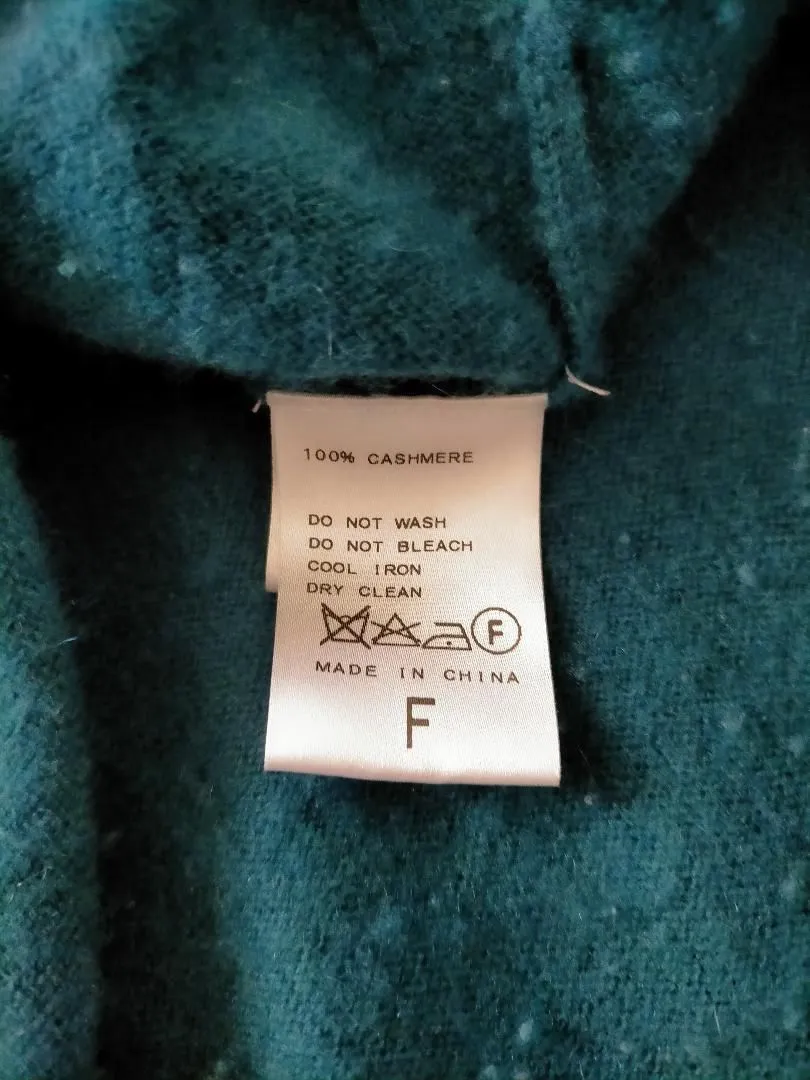 100% CASHMERE
DO NOT WASH
DO NOT BLEACH
COOL IRON
DRY CLEAN
F
MADE IN CHINA
F